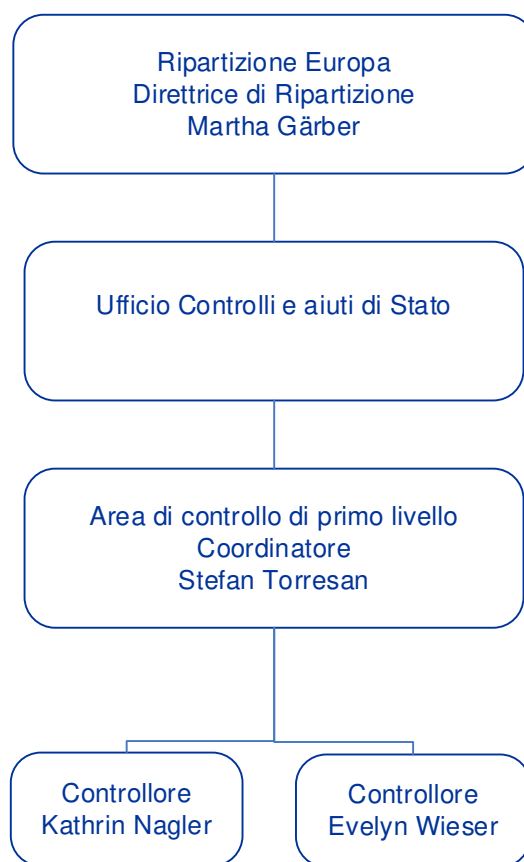 Ripartizione Europa
Direttrice di Ripartizione
Martha Gärber
Ufficio Controlli e aiuti di Stato
Area di controllo di primo livello
Coordinatore
Stefan Torresan
Controllore
Kathrin Nagler
Controllore
Evelyn Wieser